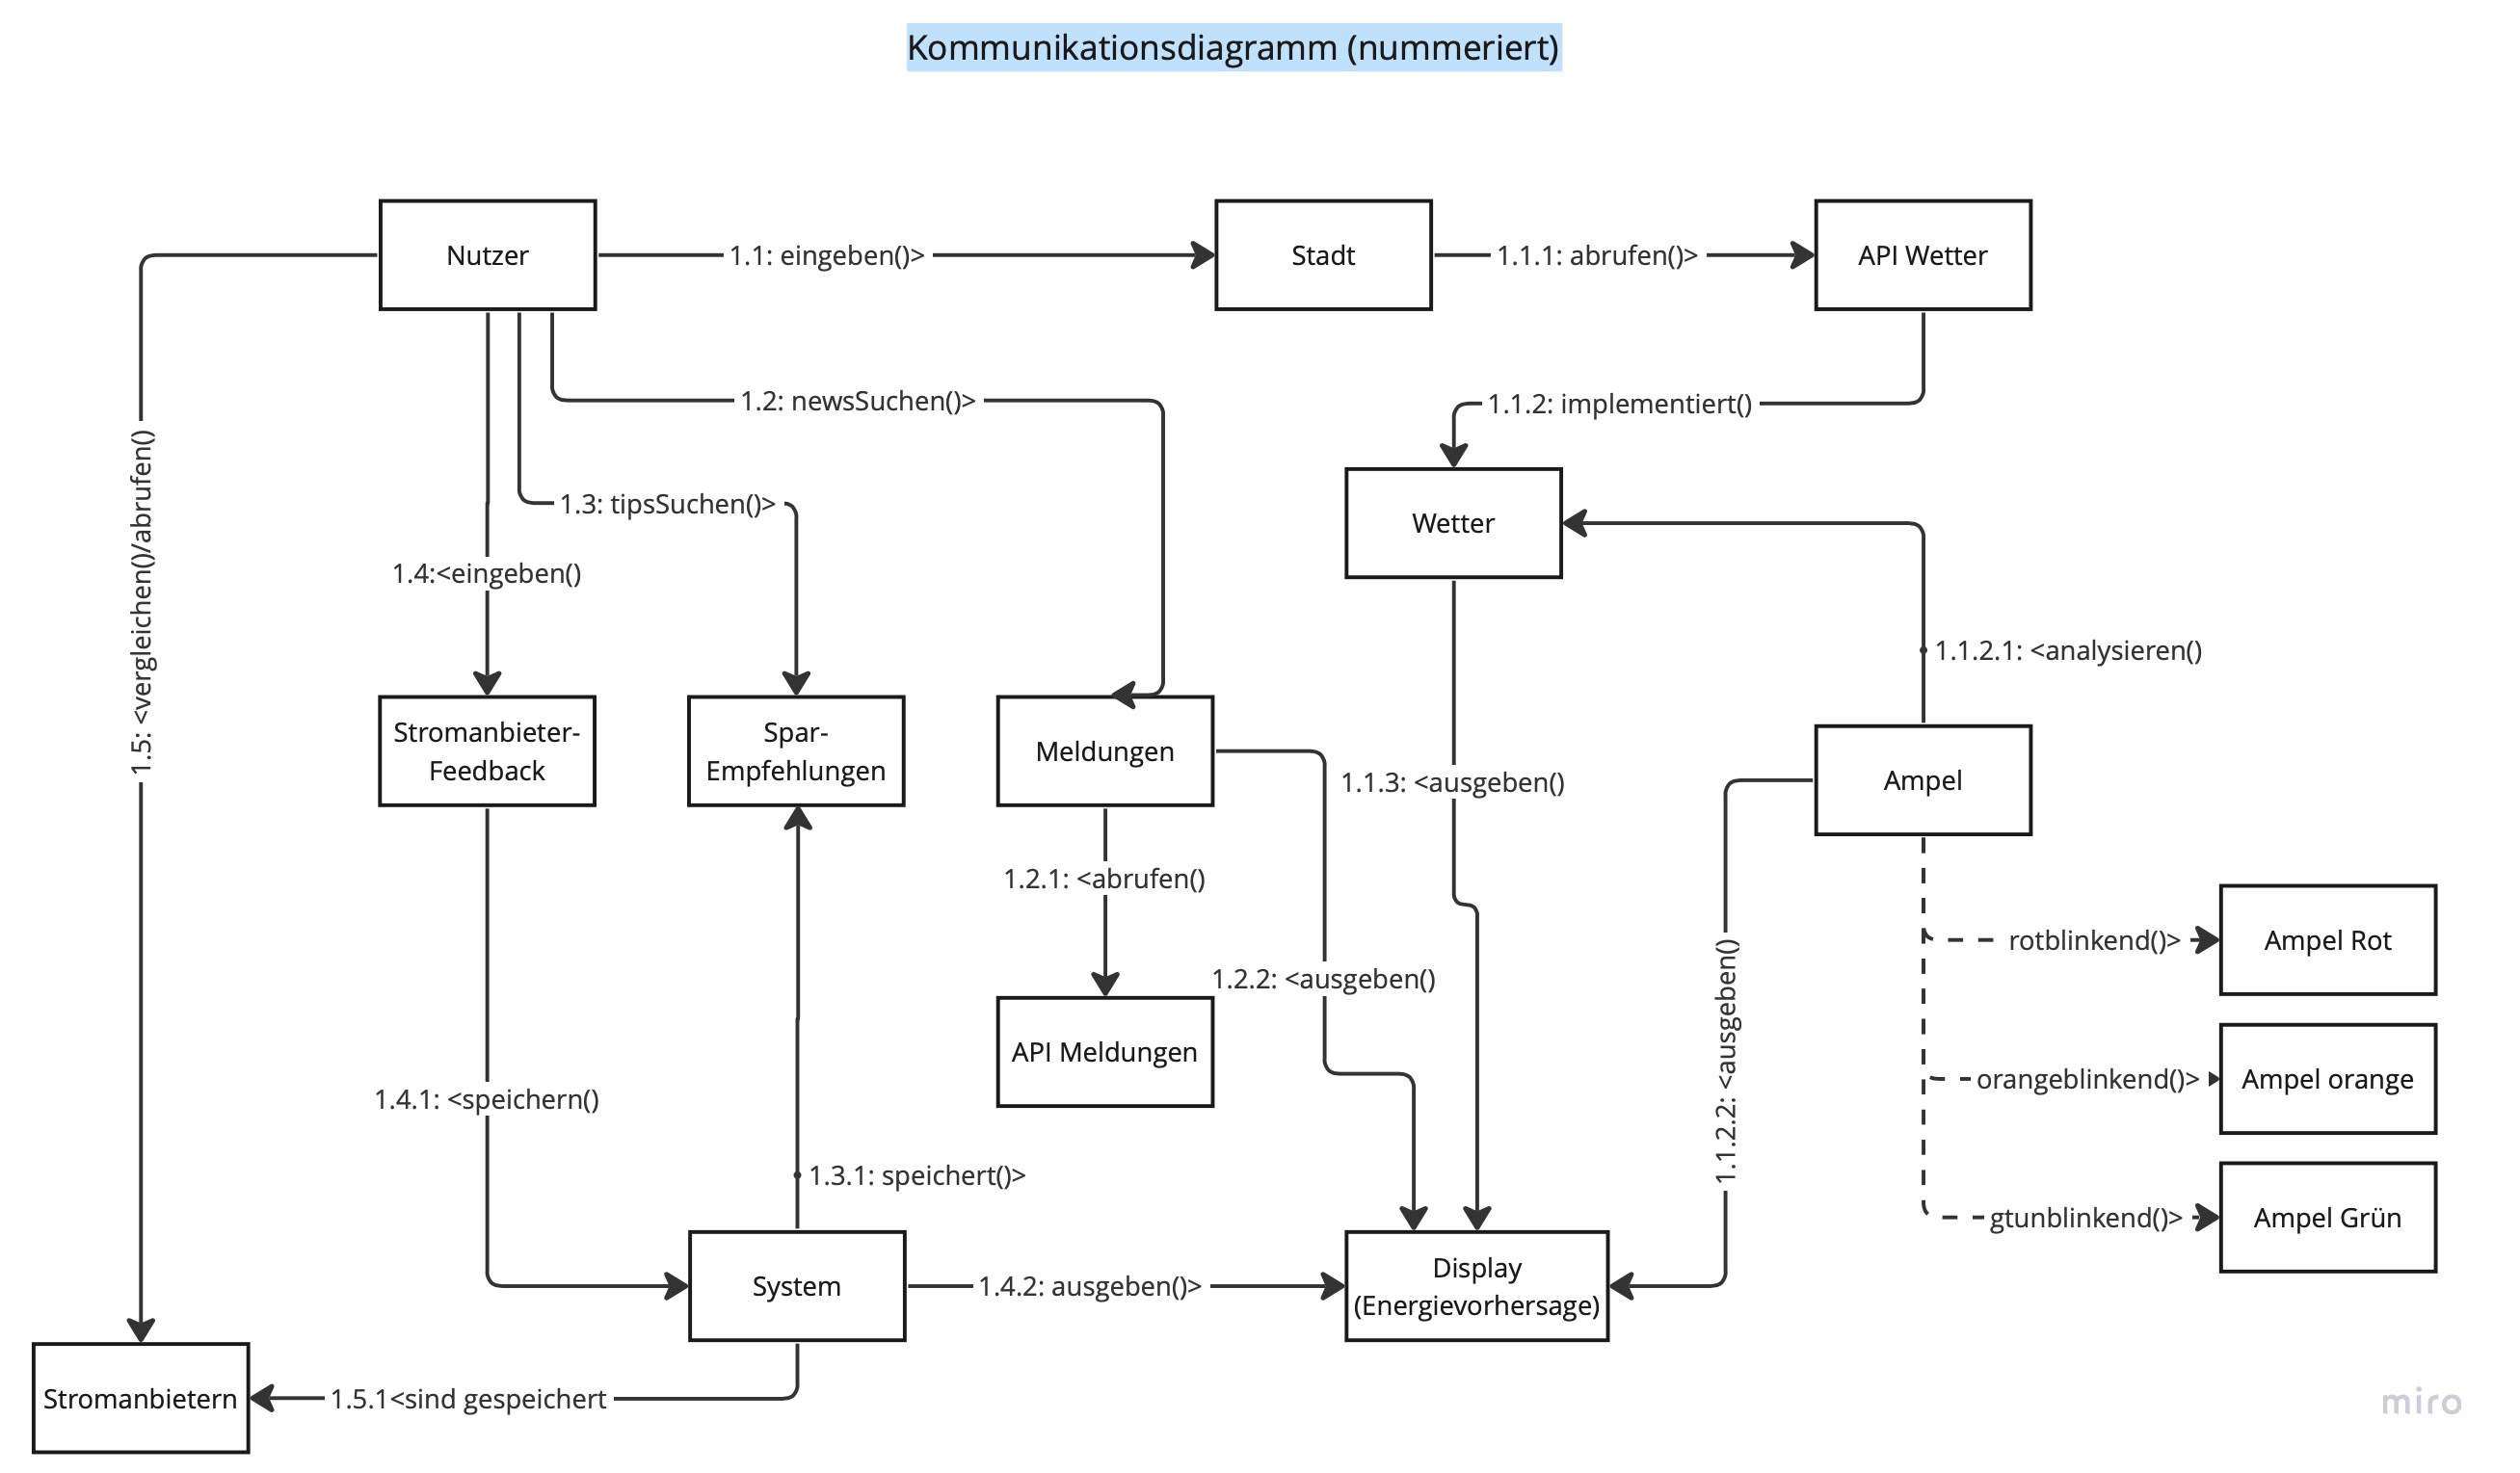 Kommunikationsdiagramm (nummeriert)
Nutzer
1.1: eingeben()>
Stadt
1.1.1: abrufen()>
API Wetter
1.2: newsSuchen()>
1.1.2: implementiert()
1.3: tipsSuchen()>
Wetter
1.4:<eingeben()
1.5: <vergleichen()/abrufen()
1.1.2.1: <analysieren()
Stromanbieter-
Feedback
Spar-
Empfehlungen
Meldungen
1.1.3: <ausgeben()
Ampel
1.2.1: <abrufen()
rotblinkend()>
Ampel Rot
1.2.2: <ausgeben()
API Meldungen
1.1.2.2: <ausgeben()
orangeblinkend()>
Ampel orange
1.4.1: <speichern()
1.3.1: speichert()>
gtunblinkend()>
Ampel Grün
System
1.4.2: ausgeben()>
Display
(Energievorhersage)
Stromanbietern
1.5.1<sind gespeichert
miro